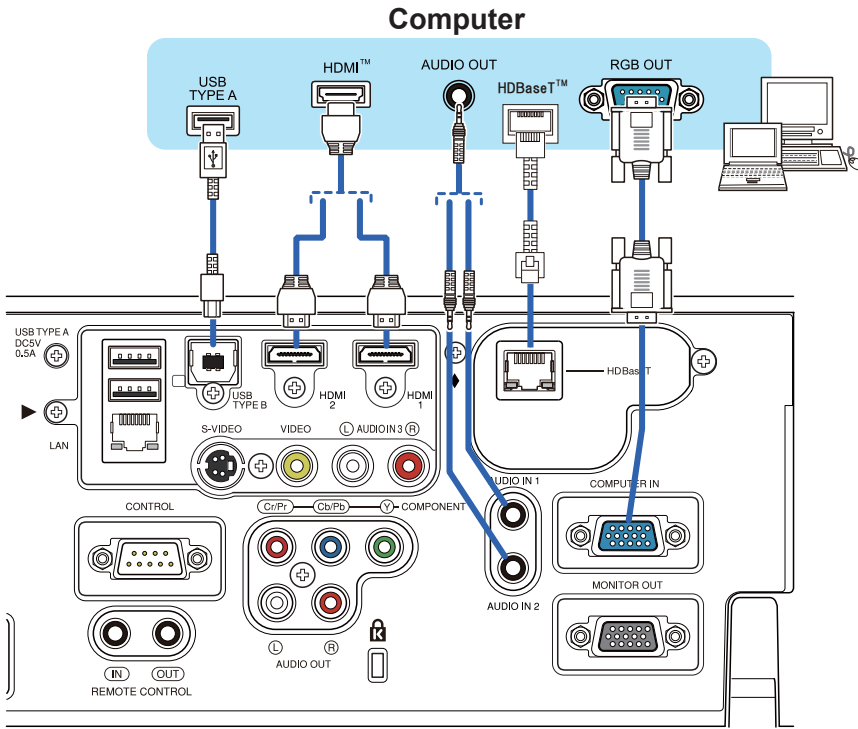 Computer
USB
TYPE A
HDMI™
AUDIO OUT
HDBaseT™
RGB OUT
USB TYPE A
DC5V
0.5A
LAN
USB
TYPE B
HDMI
2
HDMI
1
HDBaseT
S-VIDEO
VIDEO
L AUDIO IN 3 R
CONTROL
Cr/Pr
Cb/Pb
Y
COMPONENT
AUDIO IN 1
COMPUTER IN
AUDIO IN 2
MONITOR OUT
L
R
AUDIO OUT
K
IN
OUT
REMOTE CONTROL